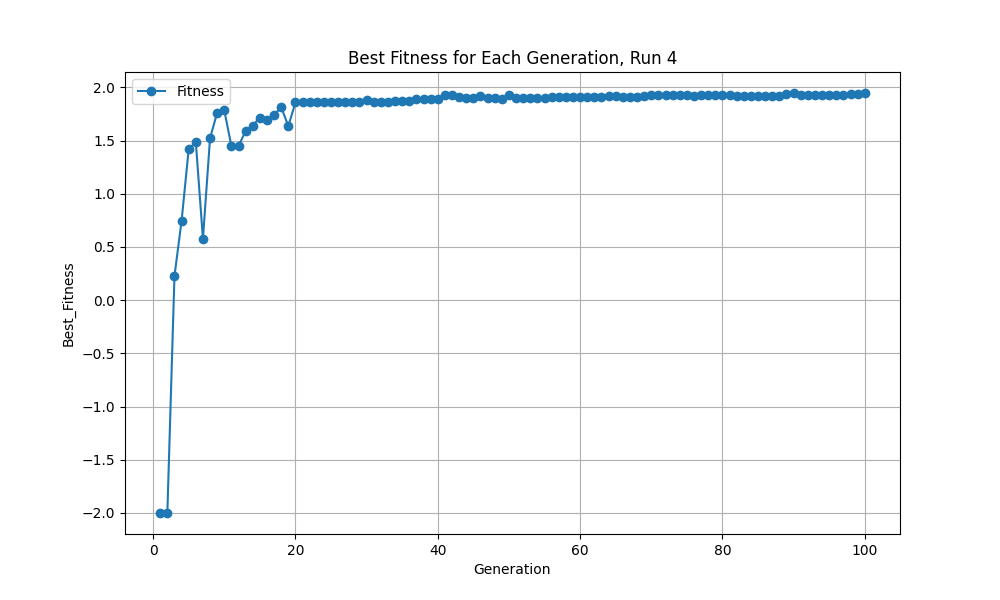 Best Fitness for Each Generation, Run 4
Fitness
Best_Fitness
2.0
1.5
1.0
0.5
0.0
−0.5
−1.0
−1.5
−2.0
0 20 40 60 80 100
Generation